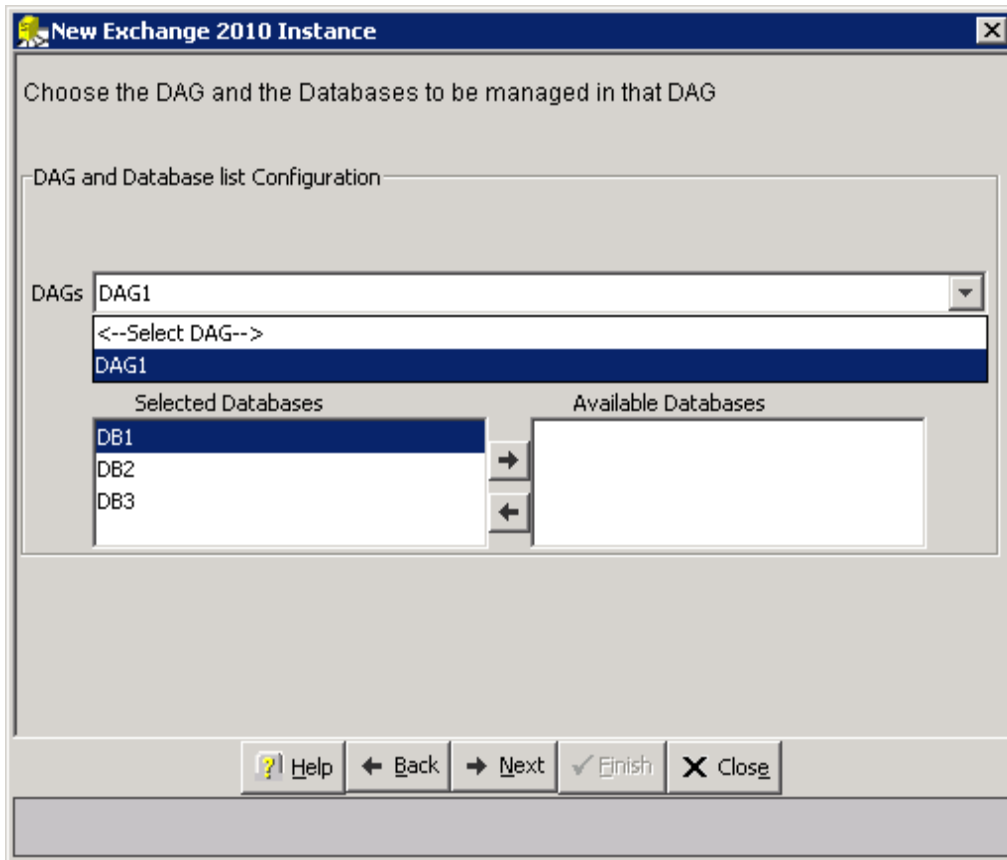 New Exchange 2010 Instance
Choose the DAG and the Databases to be managed in that DAG
DAG and Database list Configuration
DAGs DAG1
<--Select DAG-->
DAG1
Selected Databases Available Databases
DB1
DB2
DB3
Help Back Next Finish Close